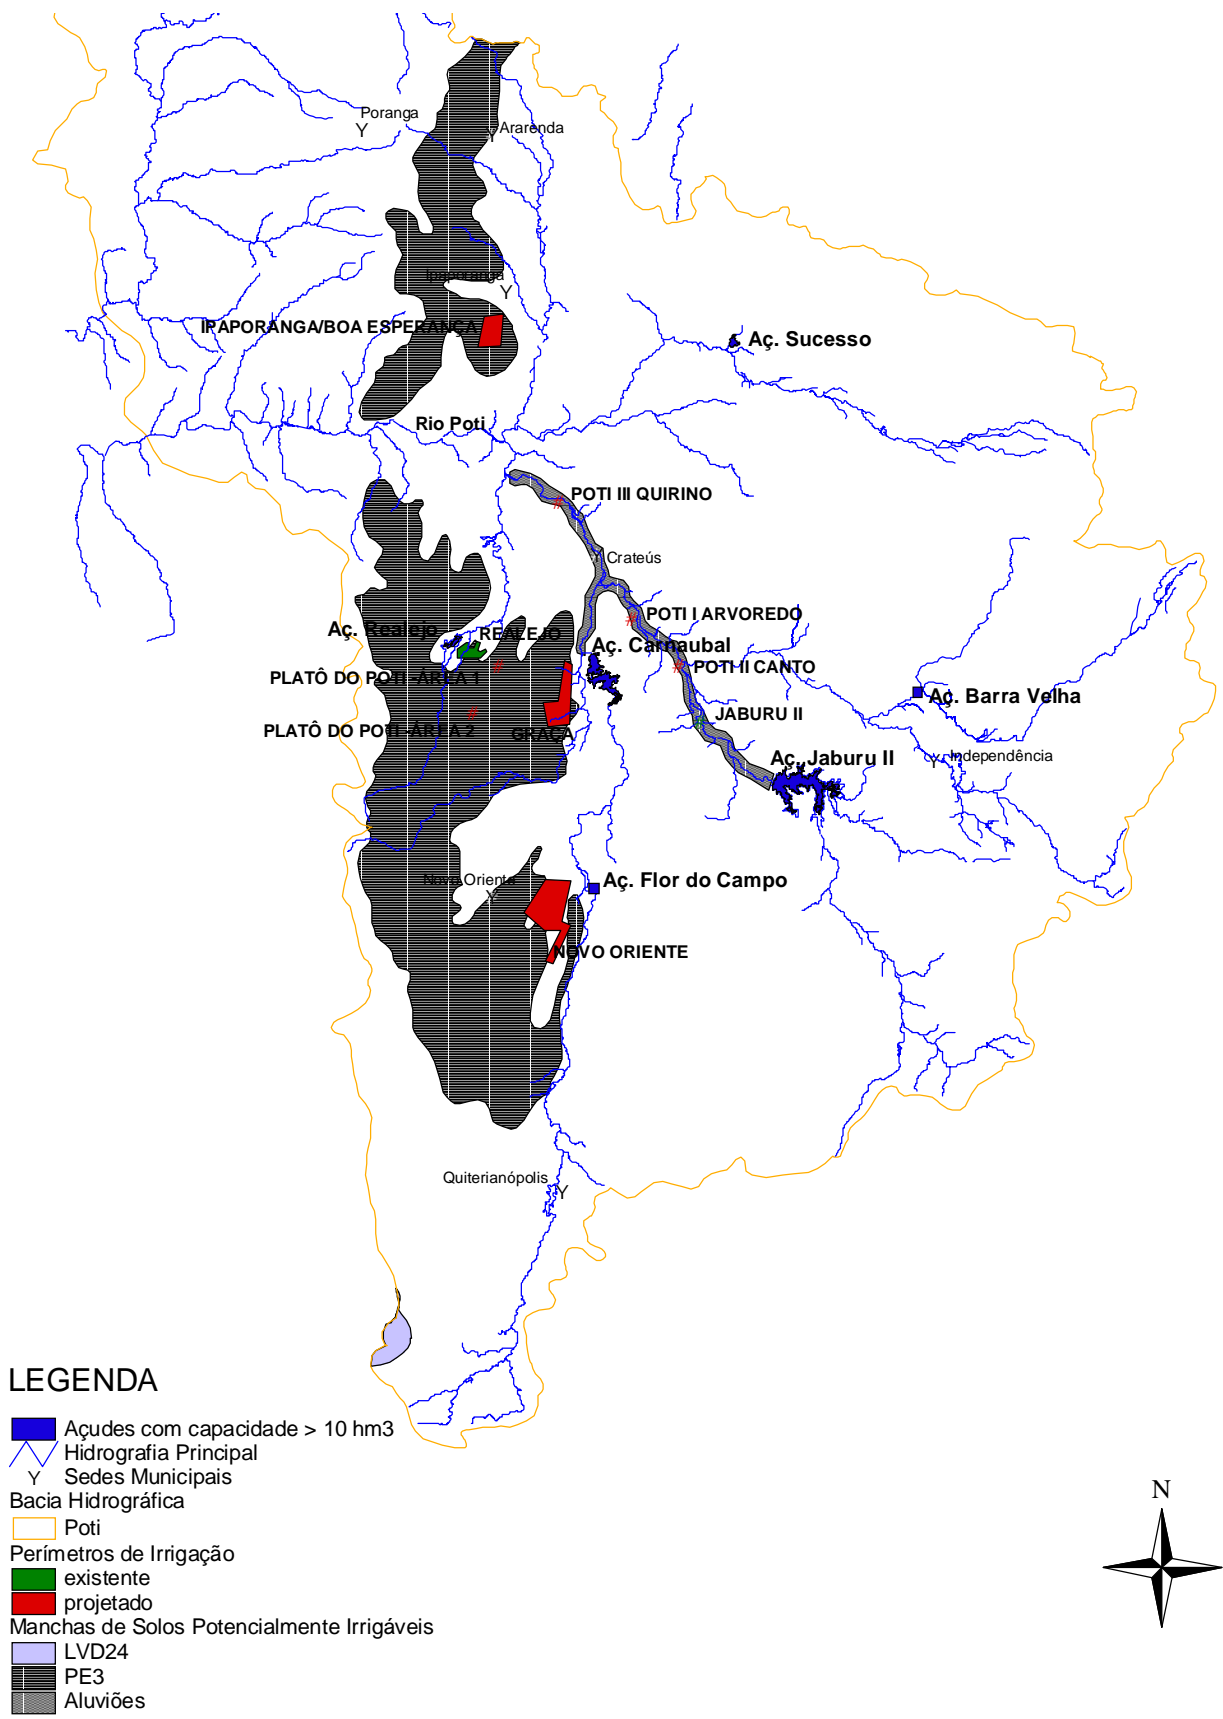 Poranga
Ararenda
Ipaporanga
IPAPORANGA/BOA ESPERANÇA
Aç. Sucesso
Rio Poti
POTI III QUIRINO
Crateús
POTI I ARVOREDO
Aç. Realejo
REALEJO
Aç. Carnaubal
POTI II CANTO
PLATÔ DO POTI -ÁREA 1
Aç. Barra Velha
JABURU II
PLATÔ DO POTI -ÁREA 2
GRAÇA
Independência
Aç. Jaburu II
Novo Oriente
Aç. Flor do Campo
NOVO ORIENTE
Quiterianópolis
LEGENDA
Açudes com capacidade > 10 hm3
Hidrografia Principal
Sedes Municipais
Bacia Hidrográfica
Poti
Perímetros de Irrigação
existente
projetado
Manchas de Solos Potencialmente Irrigáveis
LVD24
PE3
Aluviões
N